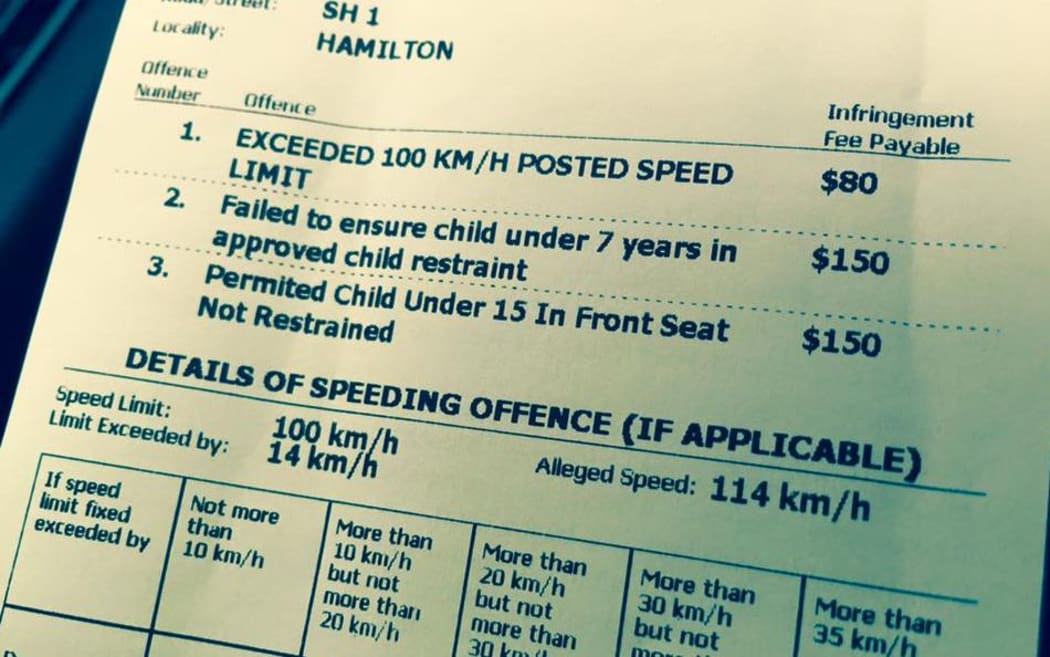 Street:
SH 1
Locality:
HAMILTON
Offence
Number
Offence
Infringement
Fee Payable
1. EXCEEDED 100 KM/H POSTED SPEED
LIMIT
$80
2. Failed to ensure child under 7 years in
approved child restraint
$150
3. Permited Child Under 15 In Front Seat
Not Restrained
$150
DETAILS OF SPEEDING OFFENCE (IF APPLICABLE)
Speed Limit: 100 km/h
Limit Exceeded by: 14 km/h
Alleged Speed: 114 km/h
If speed
limit fixed
exceeded by
Not more
than
10 km/h
More than
10 km/h
but not
more than
20 km/h
More than
20 km/h
but not
more than
30 km/h
More than
30 km/h
but not
More than
35 km/h